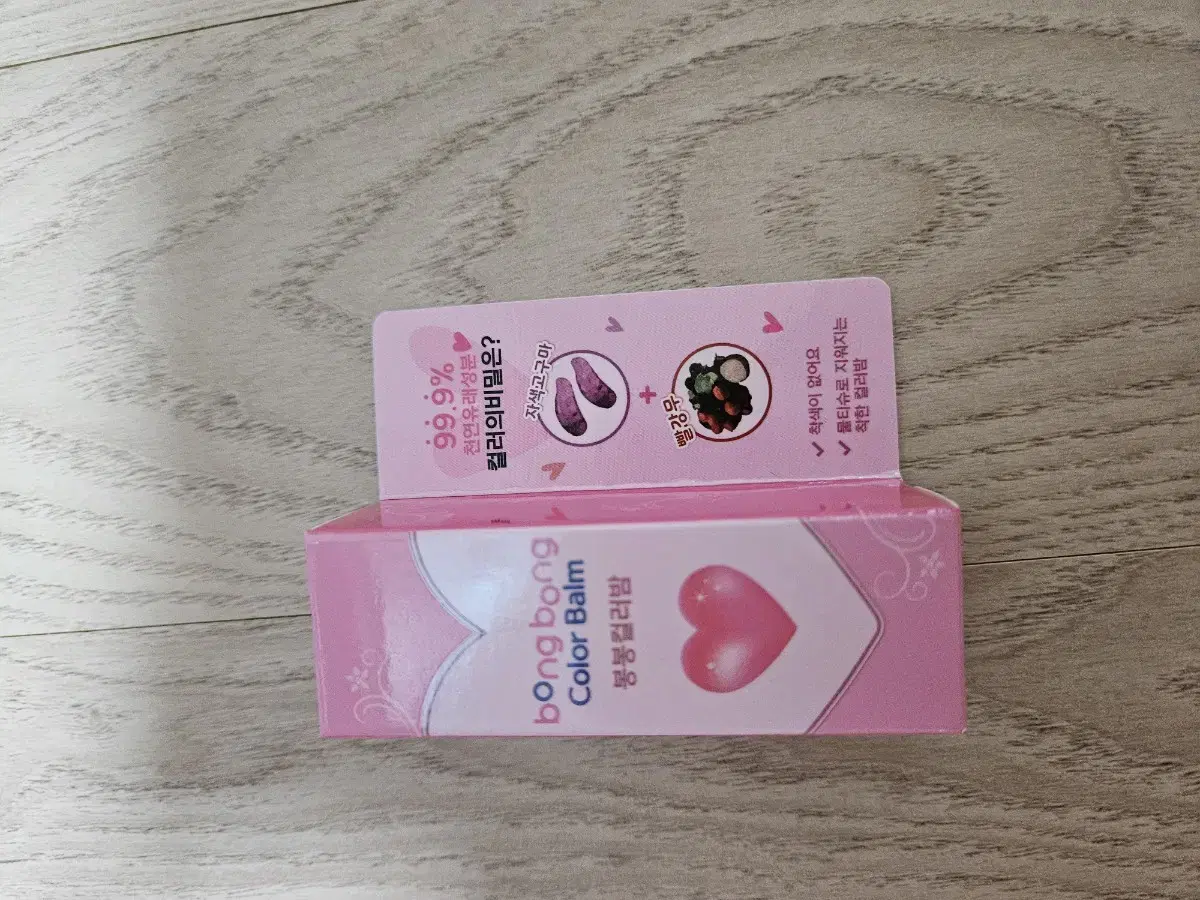 99.9%
천연유래성분
컬러의비밀은?
자색고구마
+
빨강무
✓ 착색이 없어요
✓ 물티슈로 지워지는
착한 컬러밤
bong bong
Color Balm
봉봉컬러밤